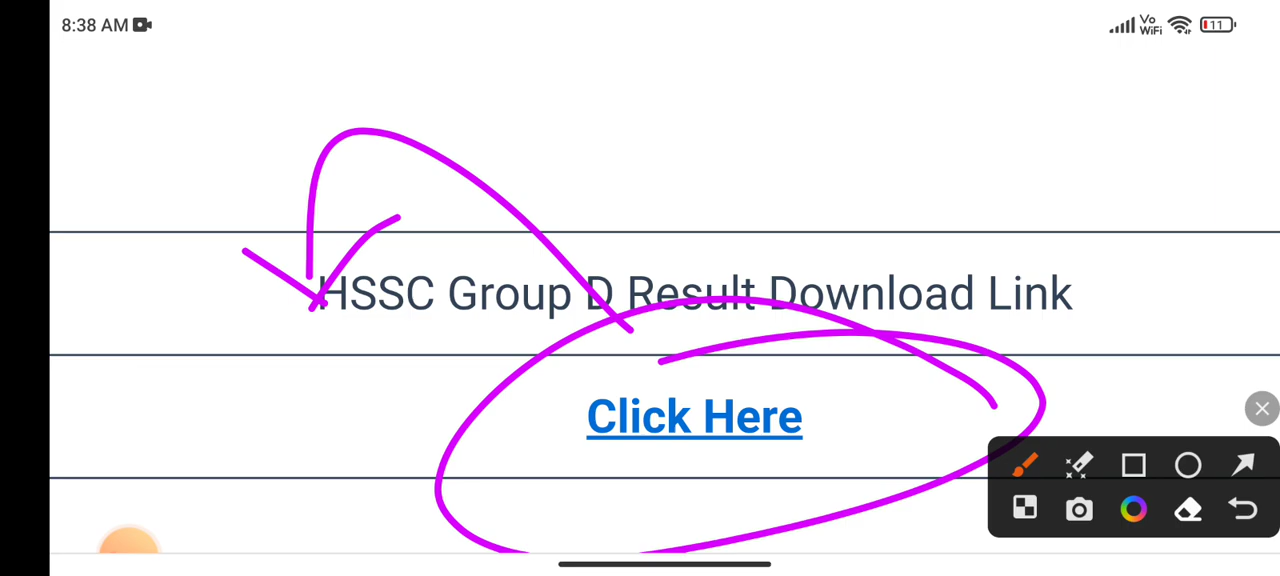 8:38 AM
Vo
WiFi
11
HSSC Group D Result Download Link
Click Here